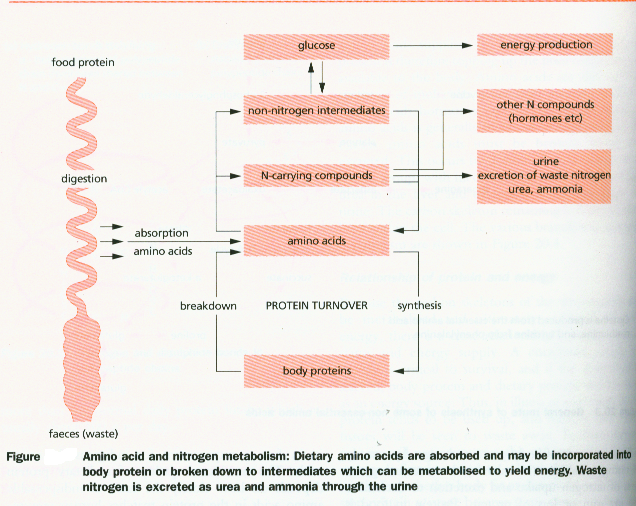 food protein
digestion
absorption
amino acids
faeces (waste)
glucose
energy production
non-nitrogen intermediates
other N compounds
(hormones etc)
N-carrying compounds
urine
excretion of waste nitrogen
urea, ammonia
amino acids
breakdown
PROTEIN TURNOVER
synthesis
body proteins
Figure
Amino acid and nitrogen metabolism: Dietary amino acids are absorbed and may be incorporated into
body protein or broken down to intermediates which can be metabolised to yield energy. Waste
nitrogen is excreted as urea and ammonia through the urine